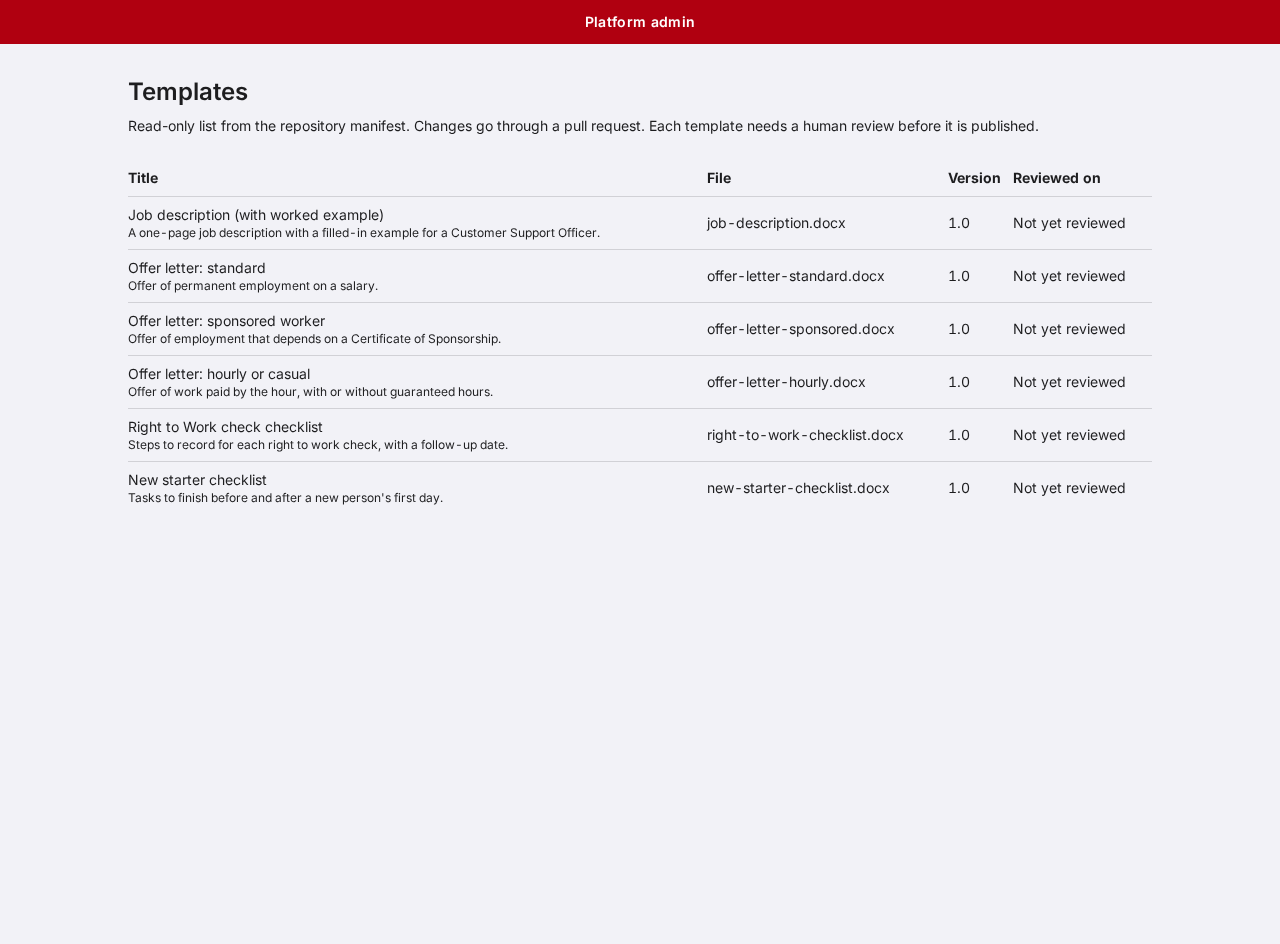 Platform admin
Templates
Read-only list from the repository manifest. Changes go through a pull request. Each template needs a human review before it is published.
Title File Version Reviewed on
Job description (with worked example)
A one-page job description with a filled-in example for a Customer Support Officer.
job-description.docx 1.0 Not yet reviewed
Offer letter: standard
Offer of permanent employment on a salary.
offer-letter-standard.docx 1.0 Not yet reviewed
Offer letter: sponsored worker
Offer of employment that depends on a Certificate of Sponsorship.
offer-letter-sponsored.docx 1.0 Not yet reviewed
Offer letter: hourly or casual
Offer of work paid by the hour, with or without guaranteed hours.
offer-letter-hourly.docx 1.0 Not yet reviewed
Right to Work check checklist
Steps to record for each right to work check, with a follow-up date.
right-to-work-checklist.docx 1.0 Not yet reviewed
New starter checklist
Tasks to finish before and after a new person's first day.
new-starter-checklist.docx 1.0 Not yet reviewed